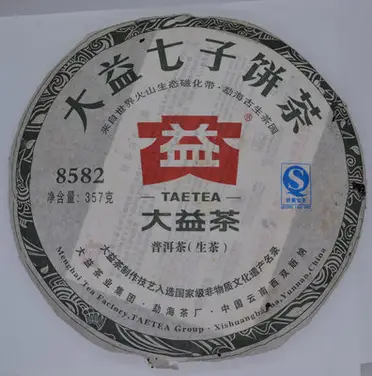 大益七子饼茶
来自世界火山生态磁化带·勐海古生茶园
®
益
8582
净含量: 357克
TAETEA
大益茶
普洱茶(生茶)
大益茶制作技艺入选国家级非物质文化遗产名录
大益茶业集团·勐海茶厂·中国云南西双版纳
Menghai Tea Factory, TAETEA Group · Xishuangbanna, Yunnan, China